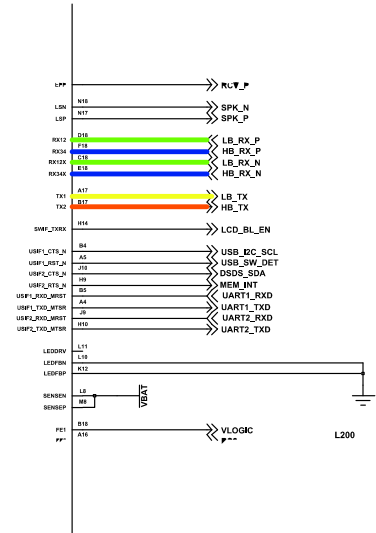 EPP RCV_P
LSN N18 SPK_N
LSP N17 SPK_P
RX12 D18 LB_RX_P
RX34 F18 HB_RX_P
RX12X C18 LB_RX_N
RX34X E18 HB_RX_N
TX1 A17 LB_TX
TX2 B17 HB_TX
SWIF_TXRX H14 LCD_BL_EN
USIF1_CTS_N B4 USB_I2C_SCL
USIF1_RST_N A5 USB_SW_DET
USIF2_CTS_N J10 DSDS_SDA
USIF2_RTS_N H9 MEM_INT
USIF1_RXD_MRST B5 UART1_RXD
USIF1_TXD_MTSR A4 UART1_TXD
USIF2_RXD_MRST J9 UART2_RXD
USIF2_TXD_MTSR H10 UART2_TXD
LEDDRV L11
LEDFBN L10
LEDFBP K12
SENSEN L8 VBAT
SENSEP M8
FE1 B18 VLOGIC
A16
L200